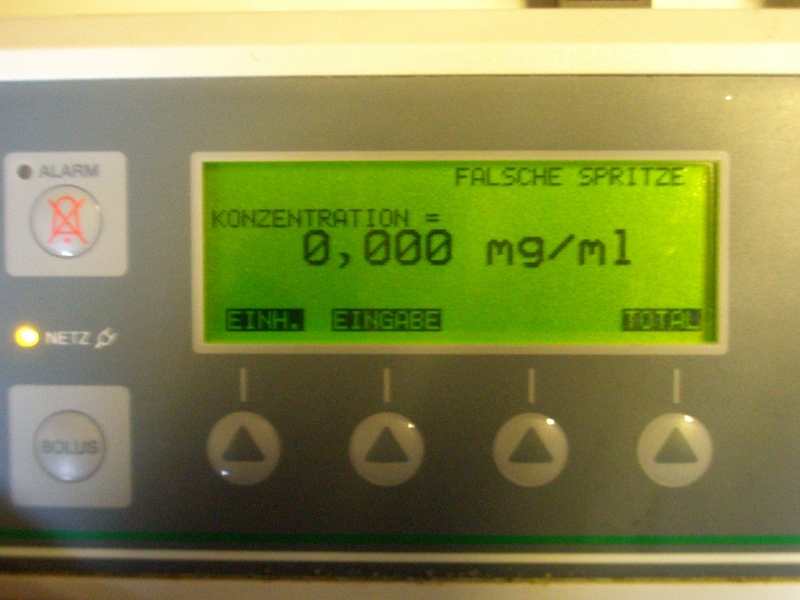 ALARM
FALSCHE SPRITZE
KONZENTRATION =
0,000 mg/ml
EINH. EINGABE TOTAL
NETZ
BOLUS